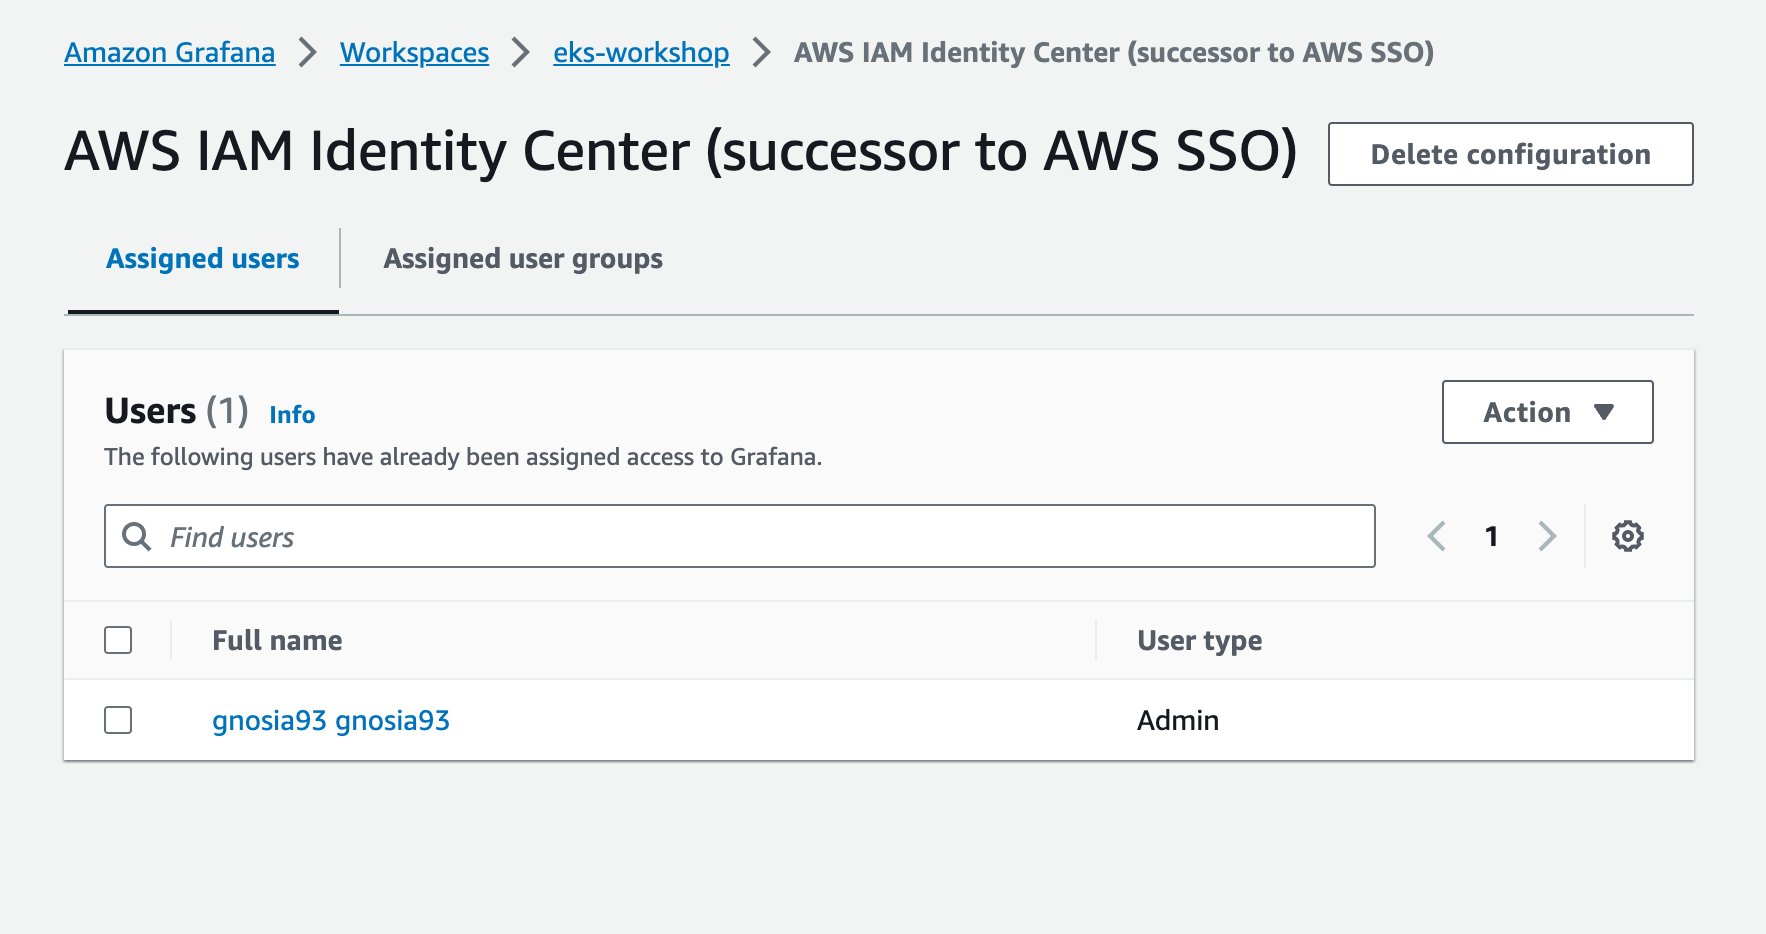 Amazon Grafana > Workspaces > eks-workshop > AWS IAM Identity Center (successor to AWS SSO)
AWS IAM Identity Center (successor to AWS SSO)
Delete configuration
Assigned users
Assigned user groups
Users (1) Info
Action
The following users have already been assigned access to Grafana.
Find users
1
Full name
User type
gnosia93 gnosia93
Admin